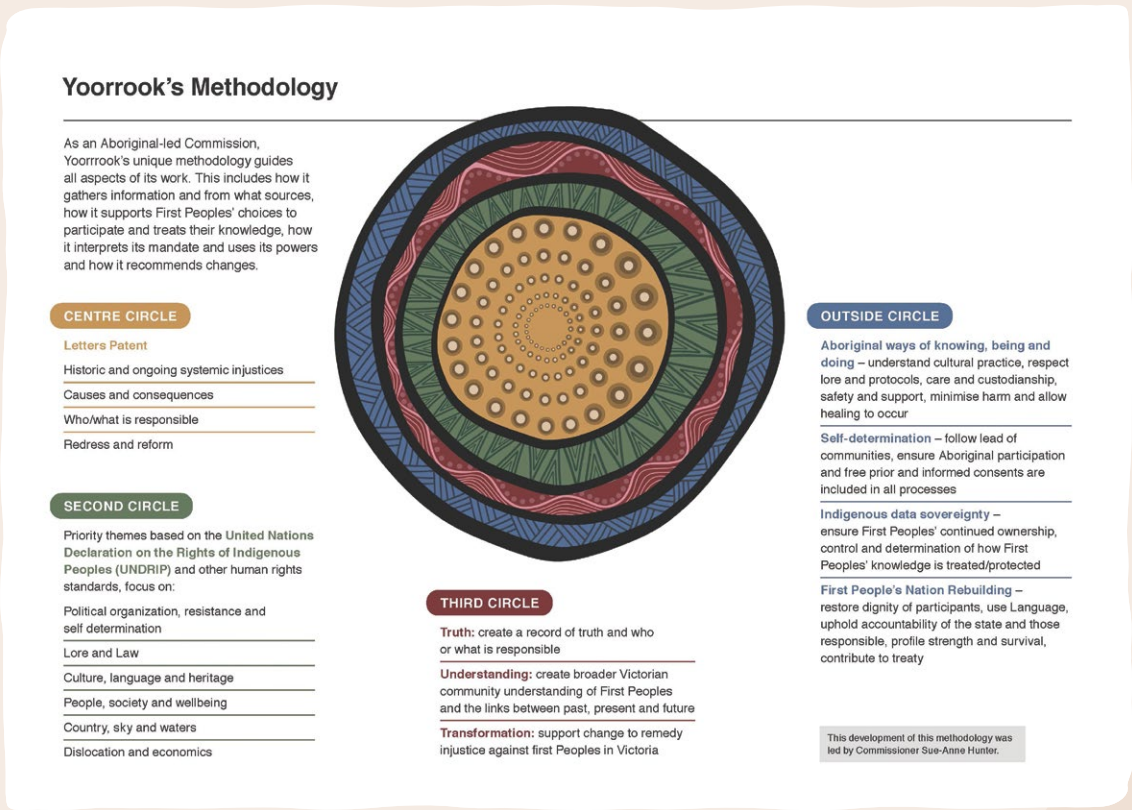 Yoorrook's Methodology
As an Aboriginal-led Commission,
Yoorrrook's unique methodology guides
all aspects of its work. This includes how it
gathers information and from what sources,
how it supports First Peoples' choices to
participate and treats their knowledge, how
it interprets its mandate and uses its powers
and how it recommends changes.
CENTRE CIRCLE
Letters Patent
Historic and ongoing systemic injustices
Causes and consequences
Who/what is responsible
Redress and reform
SECOND CIRCLE
Priority themes based on the United Nations
Declaration on the Rights of Indigenous
Peoples (UNDRIP) and other human rights
standards, focus on:
Political organization, resistance and
self determination
Lore and Law
Culture, language and heritage
People, society and wellbeing
Country, sky and waters
Dislocation and economics
THIRD CIRCLE
Truth: create a record of truth and who
or what is responsible
Understanding: create broader Victorian
community understanding of First Peoples
and the links between past, present and future
Transformation: support change to remedy
injustice against first Peoples in Victoria
OUTSIDE CIRCLE
Aboriginal ways of knowing, being and
doing – understand cultural practice, respect
lore and protocols, care and custodianship,
safety and support, minimise harm and allow
healing to occur
Self-determination – follow lead of
communities, ensure Aboriginal participation
and free prior and informed consents are
included in all processes
Indigenous data sovereignty –
ensure First Peoples' continued ownership,
control and determination of how First
Peoples' knowledge is treated/protected
First People's Nation Rebuilding –
restore dignity of participants, use Language,
uphold accountability of the state and those
responsible, profile strength and survival,
contribute to treaty
This development of this methodology was
led by Commissioner Sue-Anne Hunter.